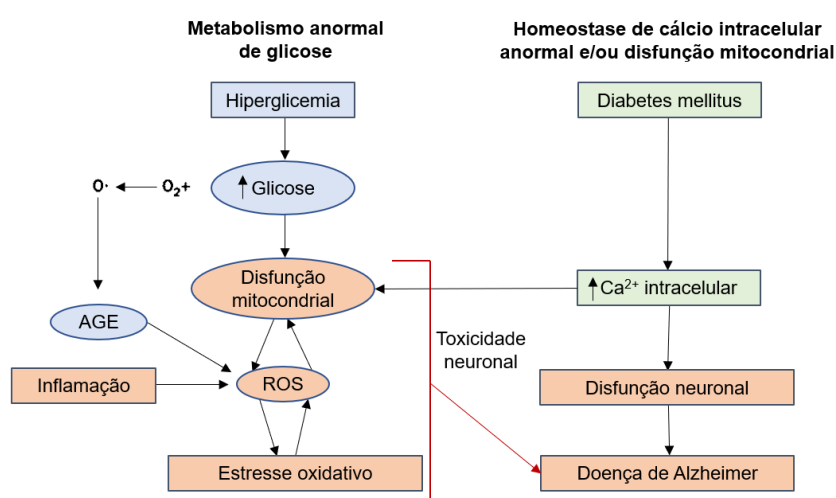 Metabolismo anormal
de glicose
Homeostase de cálcio intracelular
anormal e/ou disfunção mitocondrial
Hiperglicemia
Diabetes mellitus
O· O₂+
Glicose
Disfunção
mitocondrial
Ca²⁺ intracelular
AGE
Toxicidade
neuronal
Inflamação
ROS
Disfunção neuronal
Estresse oxidativo
Doença de Alzheimer